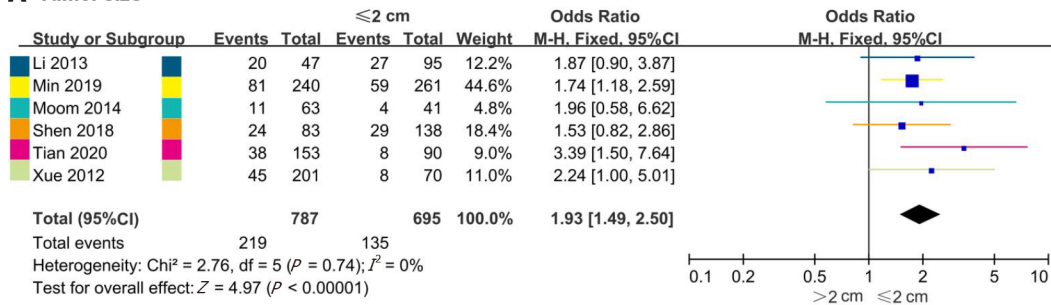 ≤2 cm Odds Ratio Odds Ratio
Study or Subgroup Events Total Events Total Weight M-H, Fixed, 95%CI M-H, Fixed, 95%CI
Li 2013 20 47 27 95 12.2% 1.87 [0.90, 3.87]
Min 2019 81 240 59 261 44.6% 1.74 [1.18, 2.59]
Moom 2014 11 63 4 41 4.8% 1.96 [0.58, 6.62]
Shen 2018 24 83 29 138 18.4% 1.53 [0.82, 2.86]
Tian 2020 38 153 8 90 9.0% 3.39 [1.50, 7.64]
Xue 2012 45 201 8 70 11.0% 2.24 [1.00, 5.01]
Total (95%CI) 787 695 100.0% 1.93 [1.49, 2.50]
Total events 219 135
Heterogeneity: Chi² = 2.76, df = 5 (P = 0.74); I² = 0%
Test for overall effect: Z = 4.97 (P < 0.00001)
0.1 0.2 0.5 1 2 5 10
>2 cm ≤2 cm